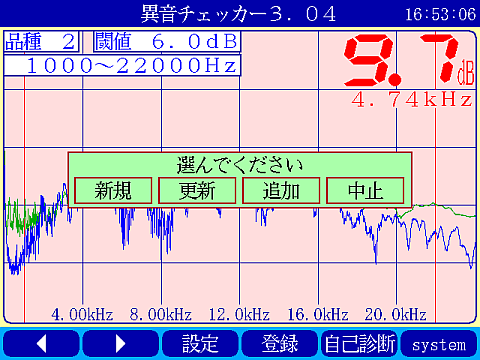 異音チェッカー３．０４ 16:53:06
品種 ２ 閾値 ６.０ｄＢ
１０００～２２０００Ｈｚ
9.7dB
４.７４ｋＨｚ
選んでください
新規 更新 追加 中止
4.00kHz 8.00kHz 12.0kHz 16.0kHz 20.0kHz
設定 登録 自己診断 system